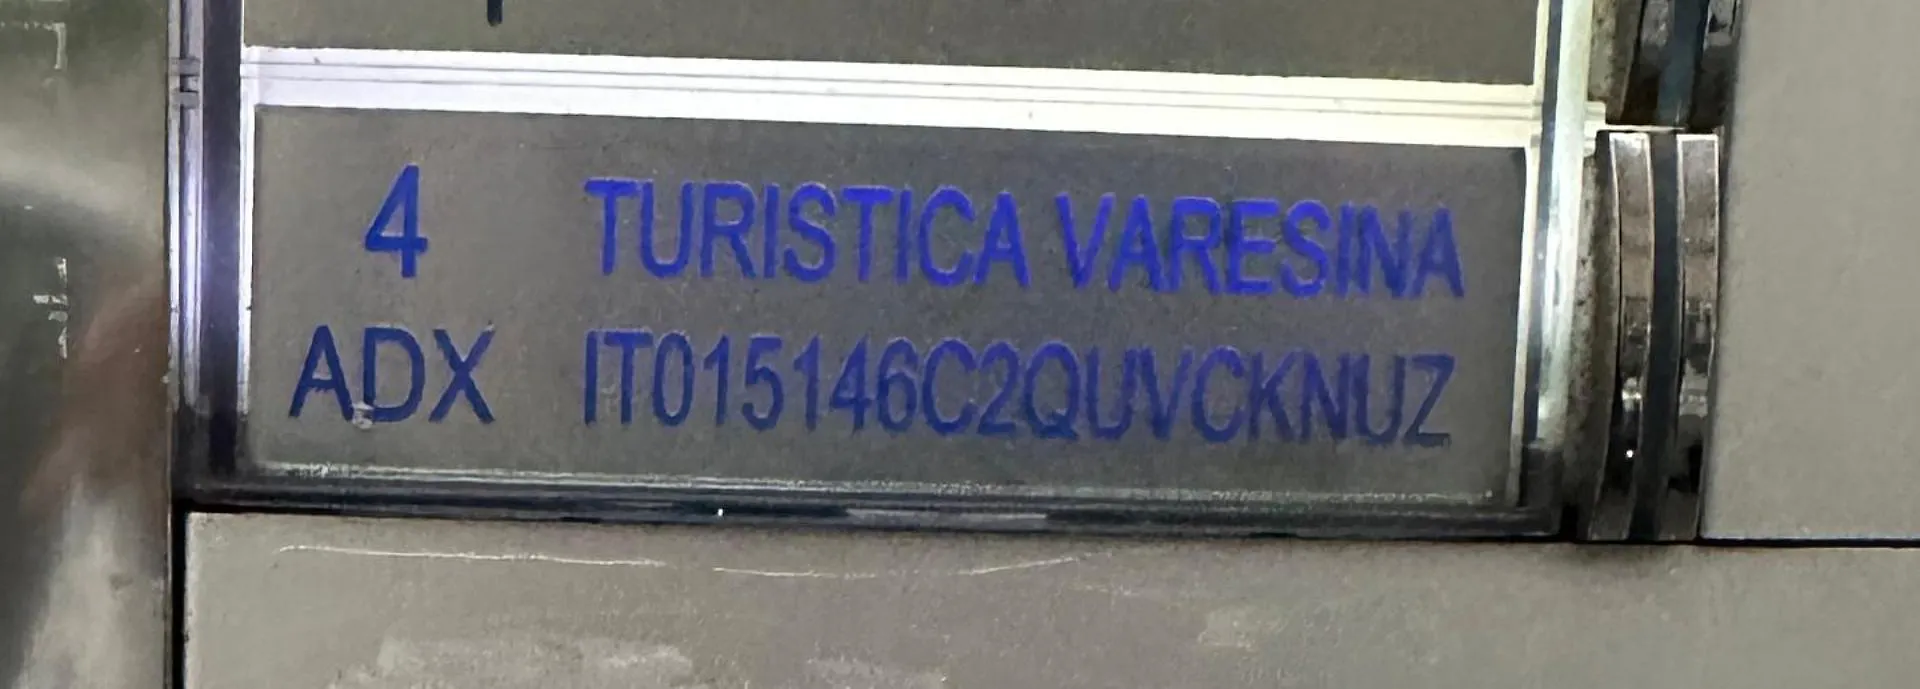 4 TURISTICA VARESINA
ADX IT015146C2QUVCKNUZ